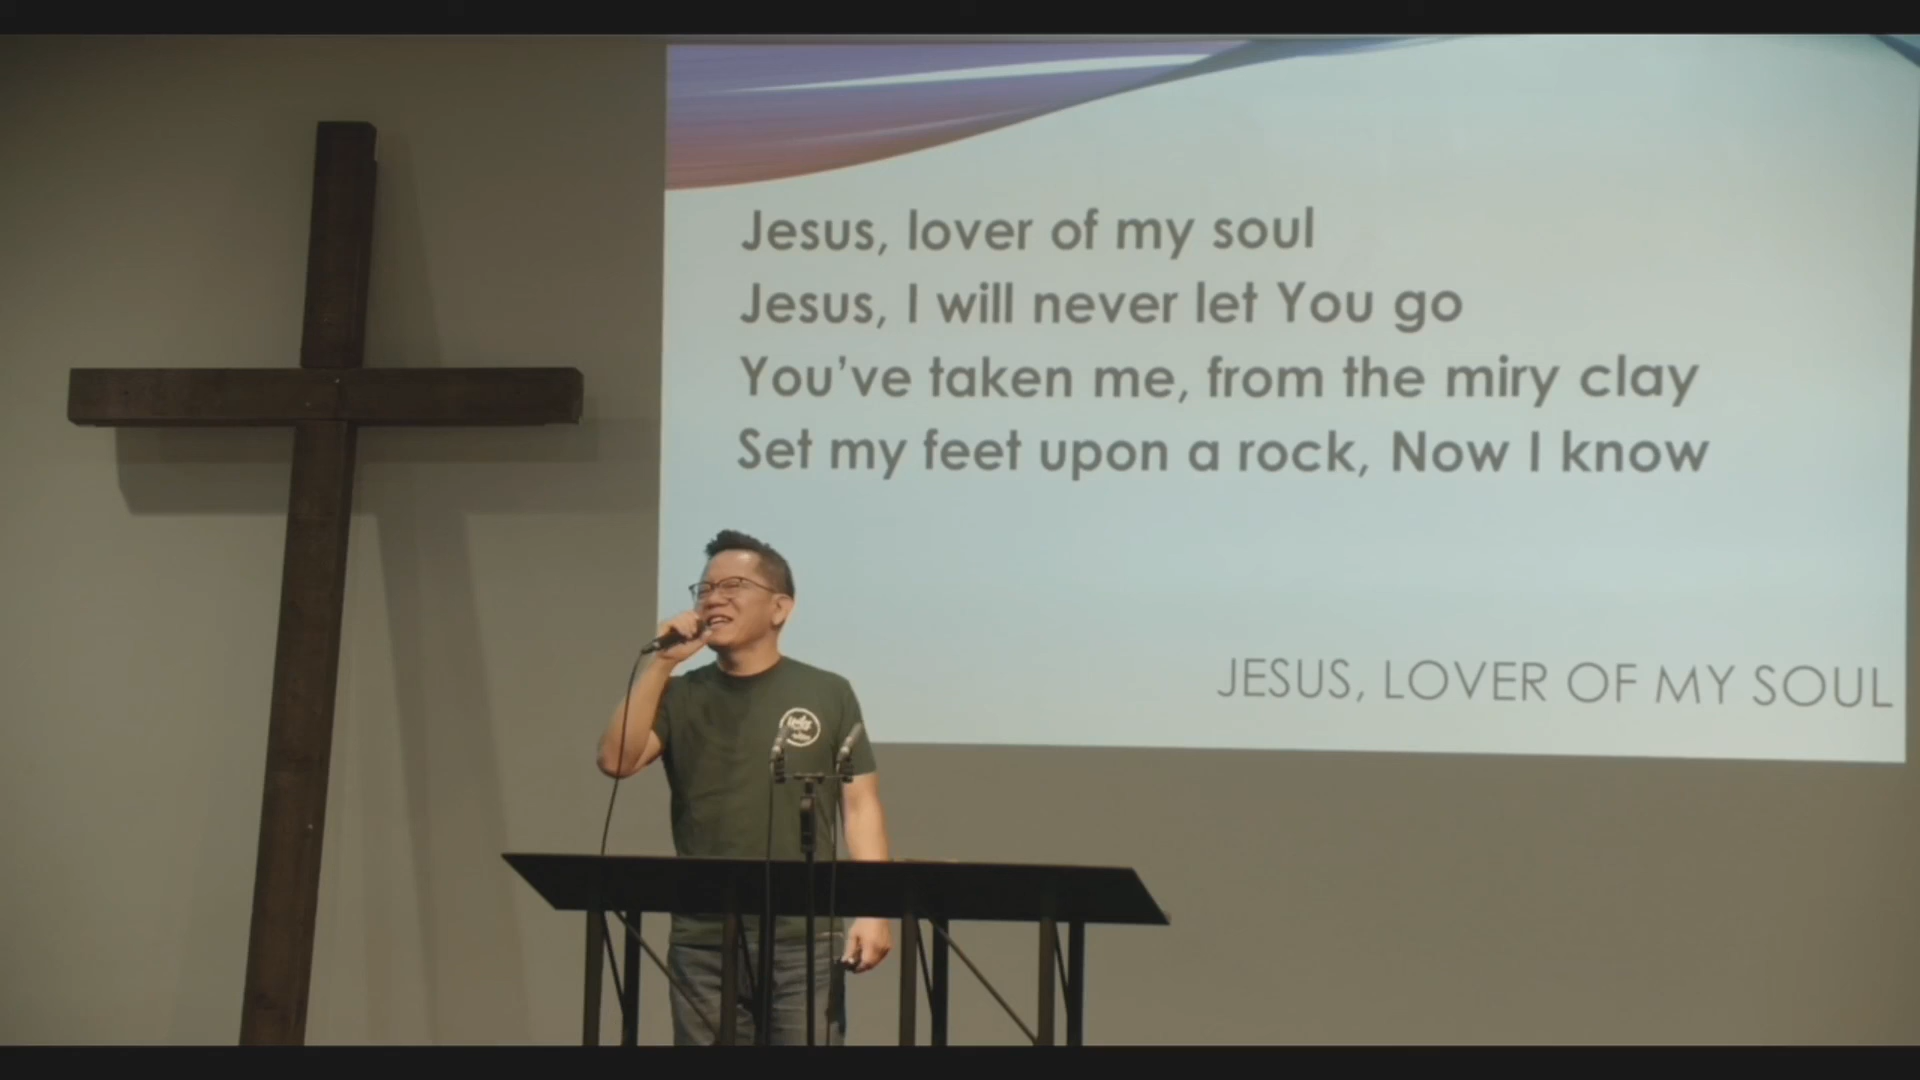 Jesus, lover of my soul
Jesus, I will never let You go
You've taken me, from the miry clay
Set my feet upon a rock, Now I know
JESUS, LOVER OF MY SOUL